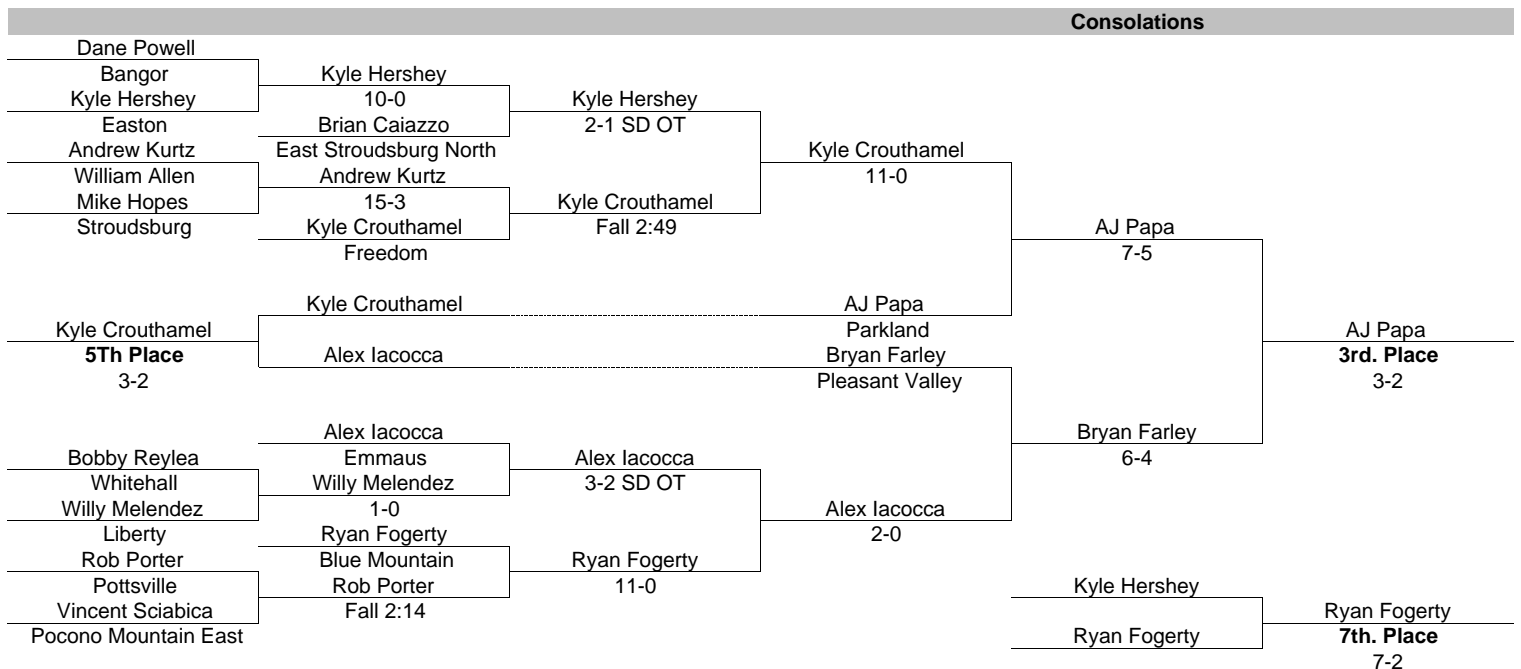 Consolations
Dane Powell
Bangor
Kyle Hershey
Kyle Hershey
10-0
Kyle Hershey
Easton
Brian Caiazzo
2-1 SD OT
Andrew Kurtz
East Stroudsburg North
Kyle Crouthamel
William Allen
Andrew Kurtz
11-0
Mike Hopes
15-3
Kyle Crouthamel
Stroudsburg
Kyle Crouthamel
Fall 2:49
AJ Papa
Freedom
7-5
Kyle Crouthamel
AJ Papa
Kyle Crouthamel
Parkland
AJ Papa
5Th Place
Alex Iacocca
Bryan Farley
3rd. Place
3-2
Pleasant Valley
3-2
Alex Iacocca
Bryan Farley
Bobby Reylea
Emmaus
Alex Iacocca
6-4
Whitehall
Willy Melendez
3-2 SD OT
Willy Melendez
1-0
Alex Iacocca
Liberty
Ryan Fogerty
2-0
Rob Porter
Blue Mountain
Ryan Fogerty
Pottsville
Rob Porter
11-0
Kyle Hershey
Vincent Sciabica
Fall 2:14
Ryan Fogerty
Pocono Mountain East
Ryan Fogerty
7th. Place
7-2